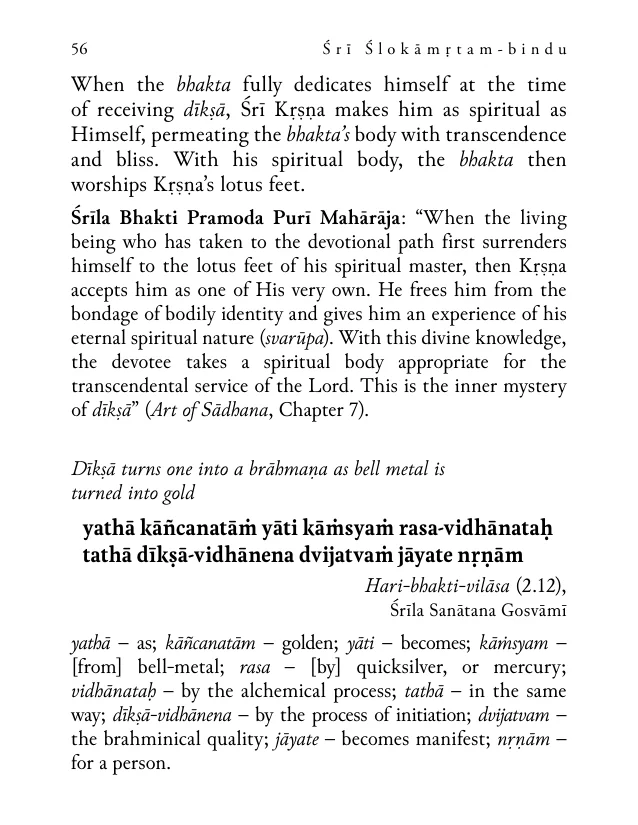 56
Śrī Ślokāmṛtam-bindu
When the bhakta fully dedicates himself at the time
of receiving dīkṣā, Śrī Kṛṣṇa makes him as spiritual as
Himself, permeating the bhakta’s body with transcendence
and bliss. With his spiritual body, the bhakta then
worships Kṛṣṇa’s lotus feet.
Śrīla Bhakti Pramoda Purī Mahārāja: “When the living
being who has taken to the devotional path first surrenders
himself to the lotus feet of his spiritual master, then Kṛṣṇa
accepts him as one of His very own. He frees him from the
bondage of bodily identity and gives him an experience of his
eternal spiritual nature (svarūpa). With this divine knowledge,
the devotee takes a spiritual body appropriate for the
transcendental service of the Lord. This is the inner mystery
of dīkṣā” (Art of Sādhana, Chapter 7).
Dīkṣā turns one into a brāhmaṇa as bell metal is
turned into gold
yathā kāñcanatāṁ yāti kāṁsyaṁ rasa-vidhānataḥ
tathā dīkṣā-vidhānena dvijatvaṁ jāyate nṛṇām
Hari-bhakti-vilāsa (2.12),
Śrīla Sanātana Gosvāmī
yathā – as; kāñcanatām – golden; yāti – becomes; kāṁsyam –
[from] bell-metal; rasa – [by] quicksilver, or mercury;
vidhānataḥ – by the alchemical process; tathā – in the same
way; dīkṣā-vidhānena – by the process of initiation; dvijatvam –
the brahminical quality; jāyate – becomes manifest; nṛṇām –
for a person.